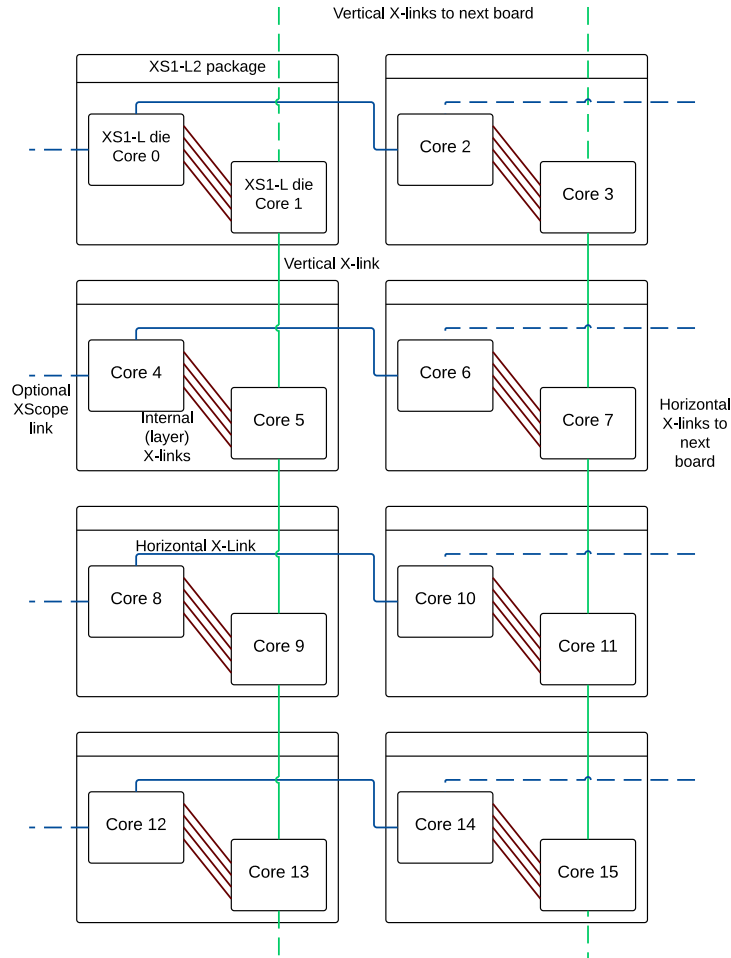 Vertical X-links to next board
XS1-L2 package
XS1-L die
Core 0
XS1-L die
Core 1
Core 2
Core 3
Vertical X-link
Core 4
Core 5
Core 6
Core 7
Optional
XScope
link
Internal
(layer)
X-links
Horizontal
X-links to
next
board
Horizontal X-Link
Core 8
Core 9
Core 10
Core 11
Core 12
Core 13
Core 14
Core 15